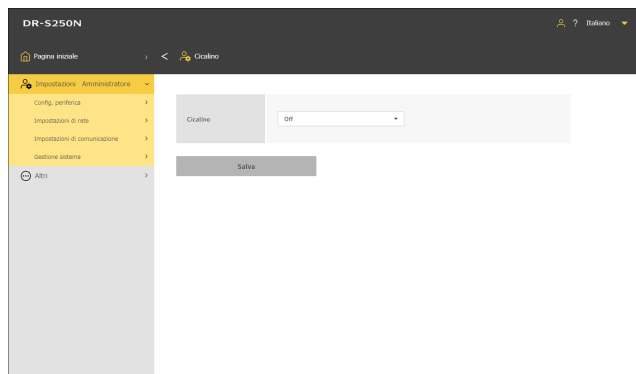 DR-S250N
? Italiano
Pagina iniziale
Cicalino
Impostazioni Amministratore
Config. periferica
Impostazioni di rete
Impostazioni di comunicazione
Gestione sistema
Altri
Cicalino
Off
Salva